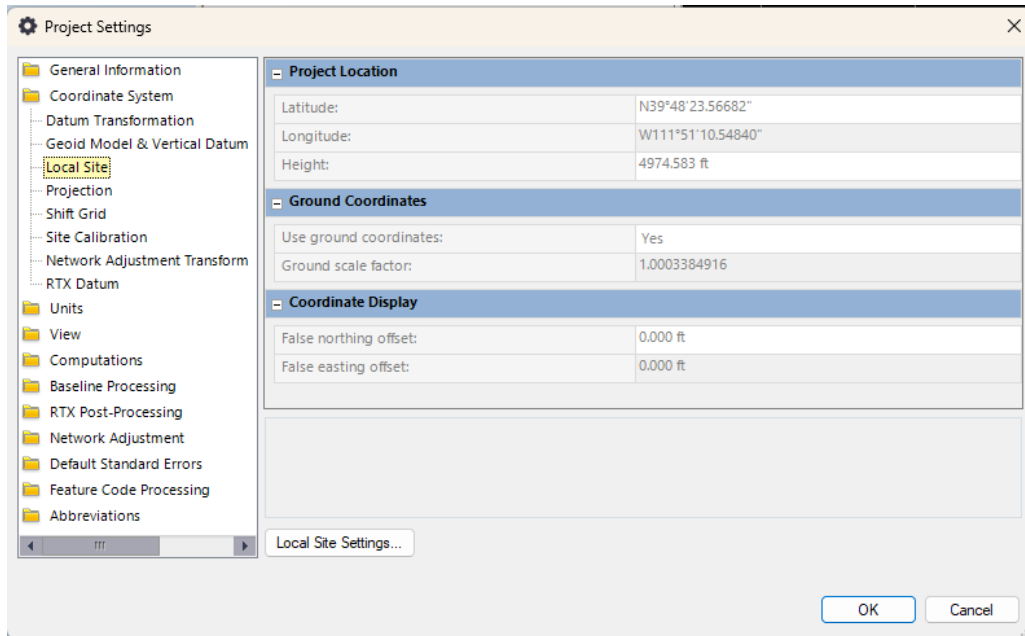 Project Settings
General Information
Coordinate System
Datum Transformation
Geoid Model & Vertical Datum
Local Site
Projection
Shift Grid
Site Calibration
Network Adjustment Transform
RTX Datum
Units
View
Computations
Baseline Processing
RTX Post-Processing
Network Adjustment
Default Standard Errors
Feature Code Processing
Abbreviations
Project Location
Latitude: N39°48'23.56682"
Longitude: W111°51'10.54840"
Height: 4974.583 ft
Ground Coordinates
Use ground coordinates: Yes
Ground scale factor: 1.0003384916
Coordinate Display
False northing offset: 0.000 ft
False easting offset: 0.000 ft
Local Site Settings...
OK Cancel